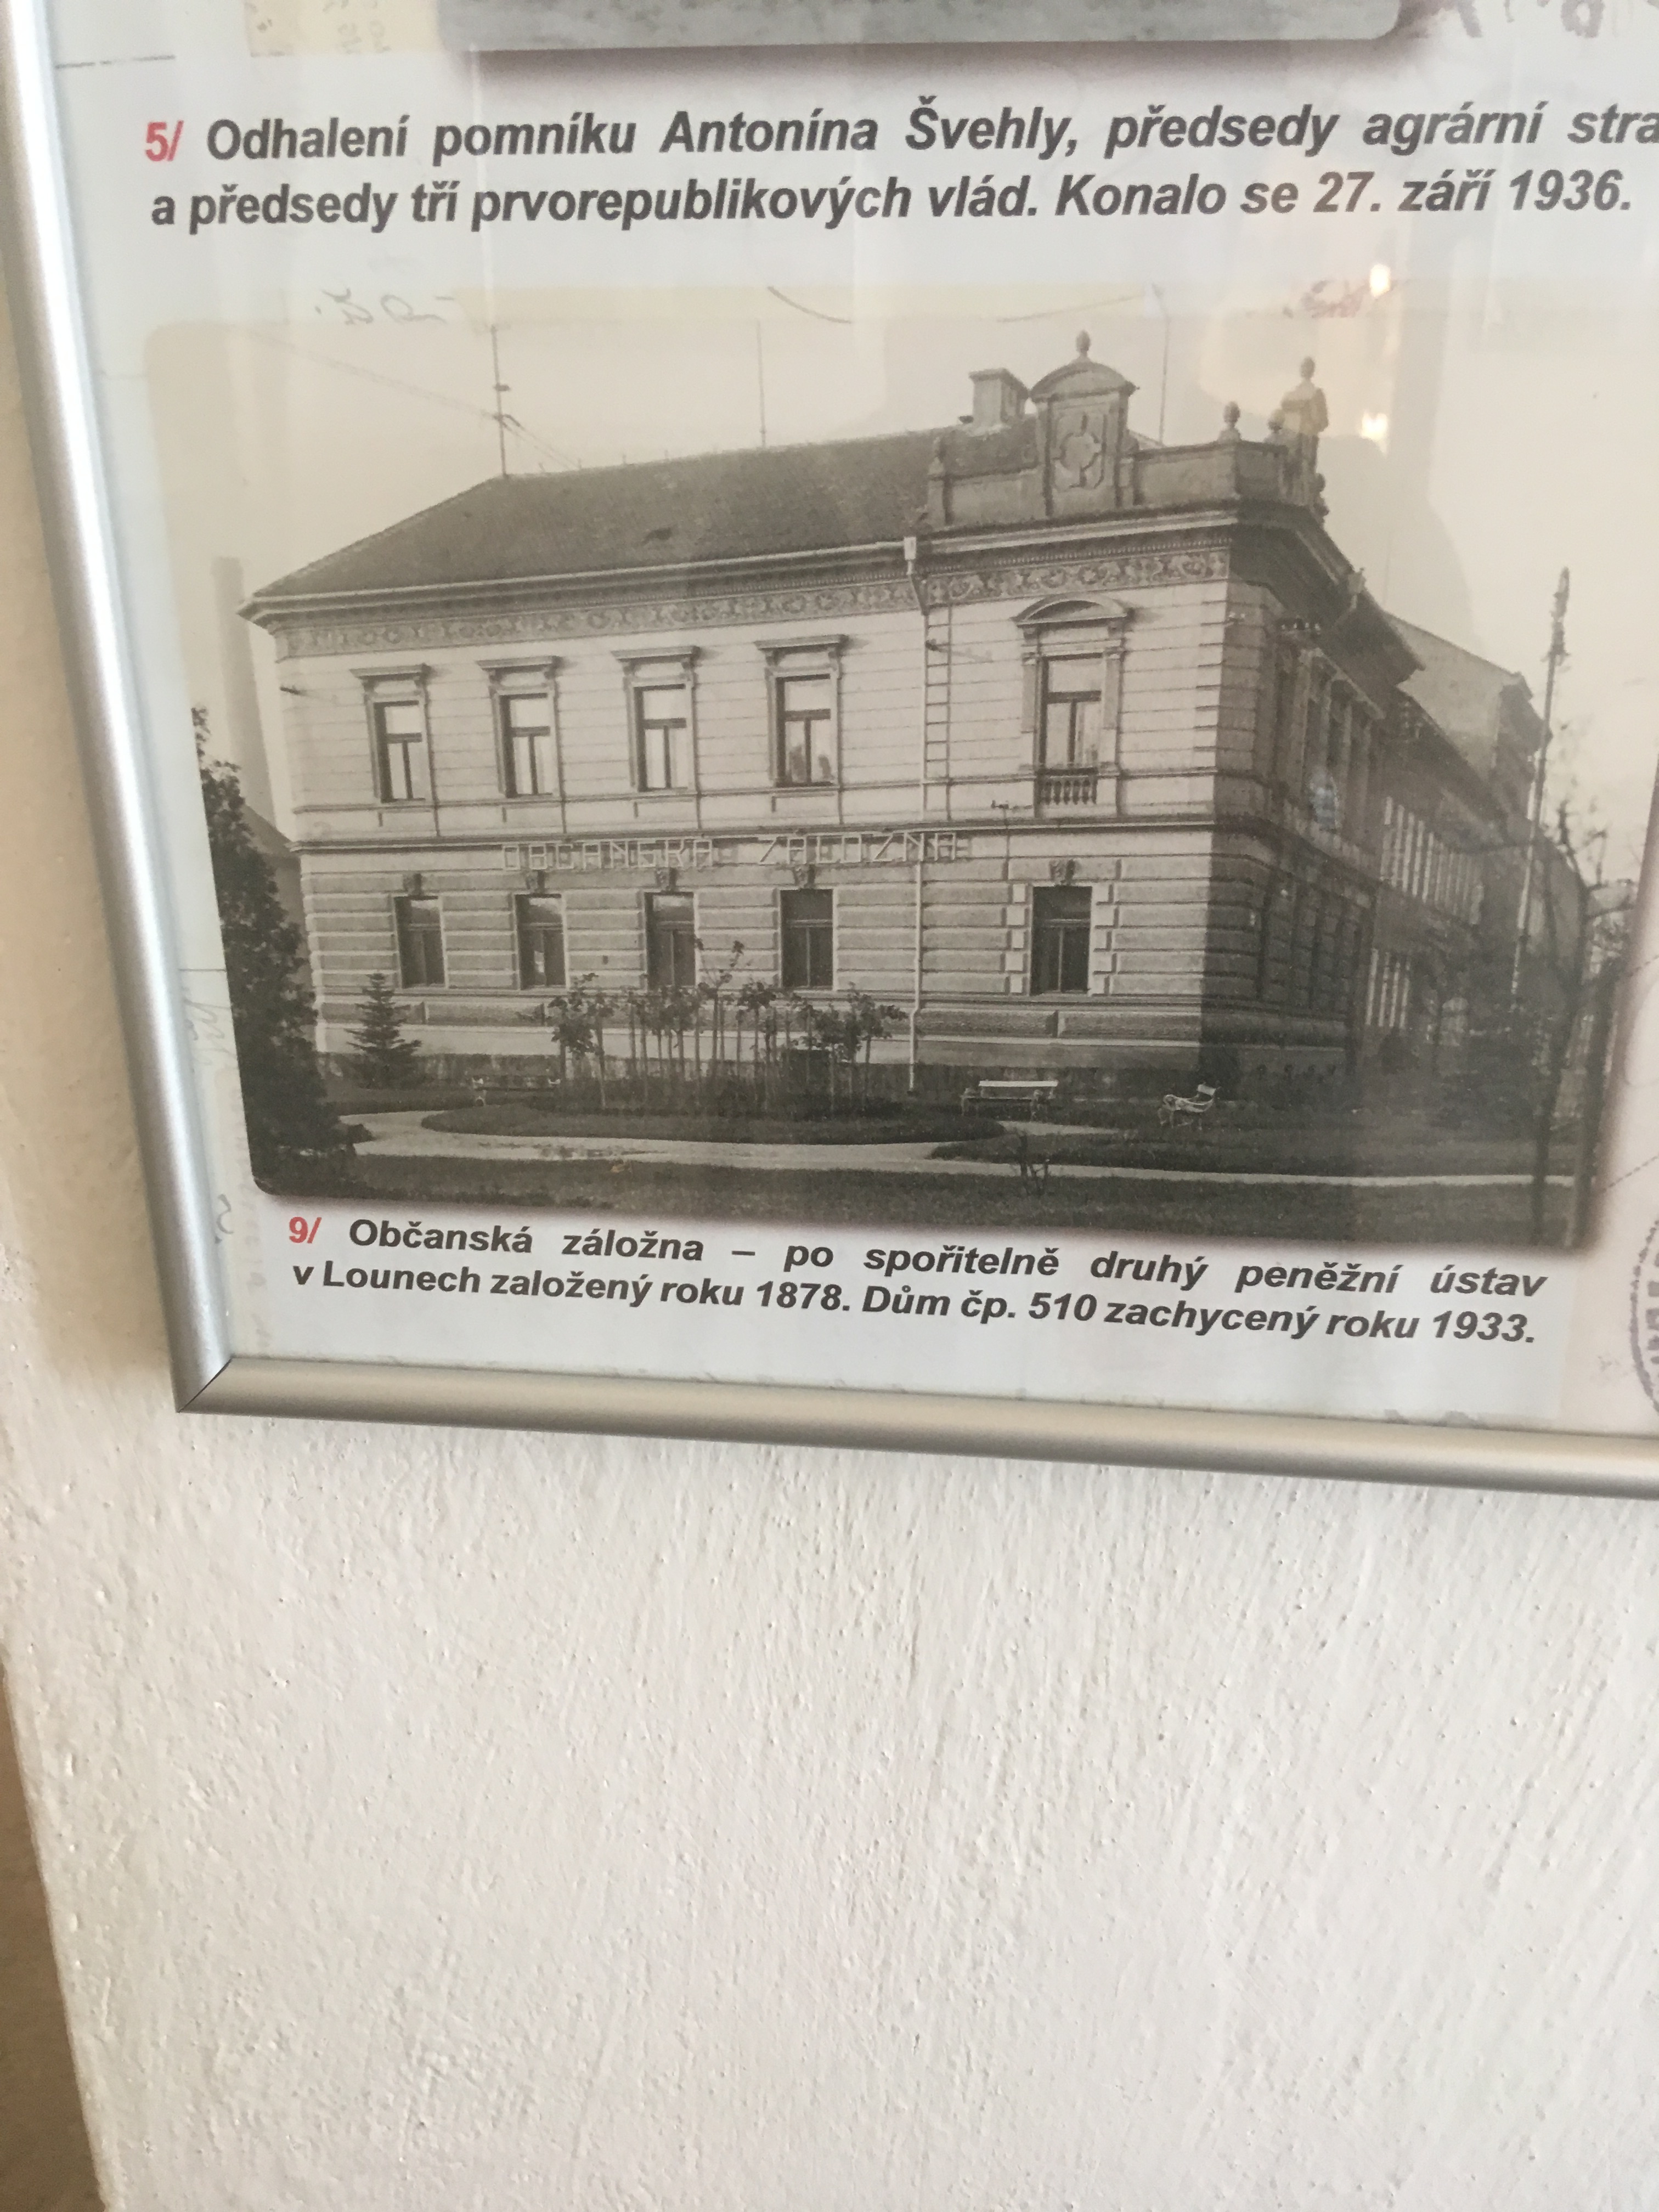 5/ Odhalení pomníku Antonína Švehly, předsedy agrární
a předsedy tří prvorepublikových vlád. Konalo se 27. září 1936.
OBČANSKÁ ZÁLOŽNA
9/ Občanská záložna – po spořitelně druhý peněžní ústav
v Lounech založený roku 1878. Dům čp. 510 zachycený roku 1933.